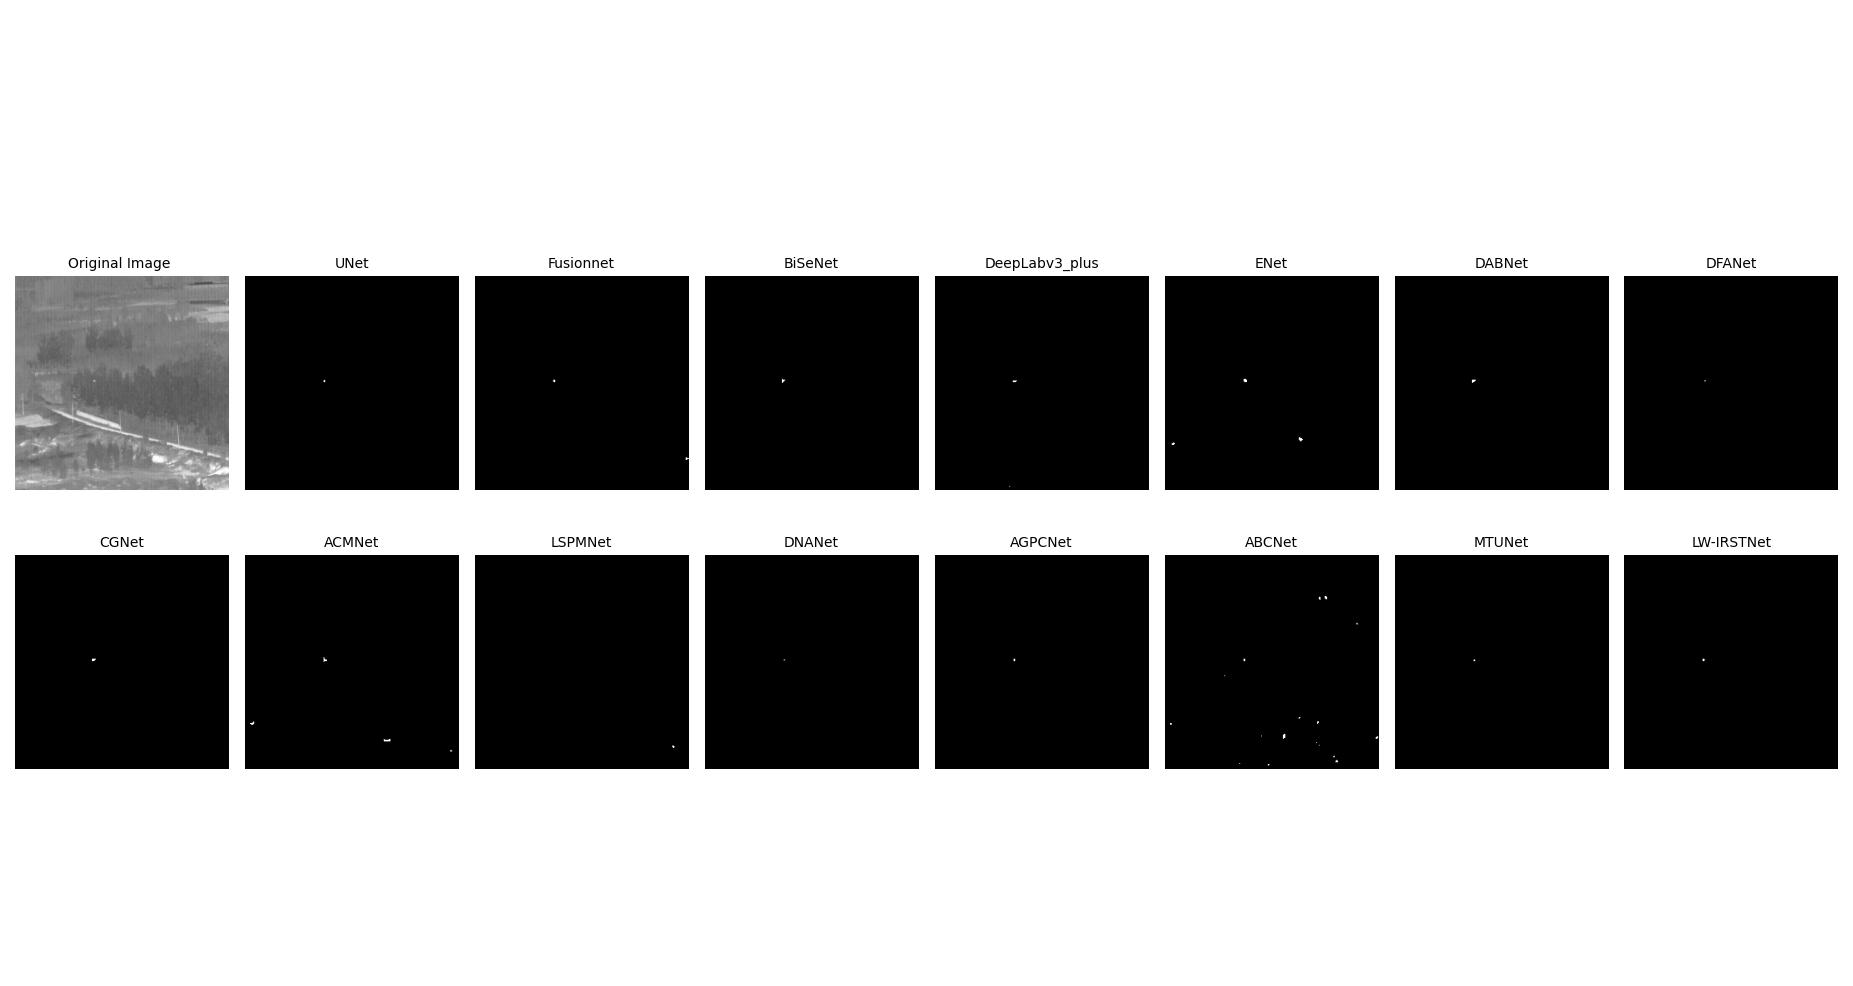 Original Image
UNet
Fusionnet
BiSeNet
DeepLabv3_plus
ENet
DABNet
DFANet
CGNet
ACMNet
LSPMNet
DNANet
AGPCNet
ABCNet
MTUNet
LW-IRSTNet